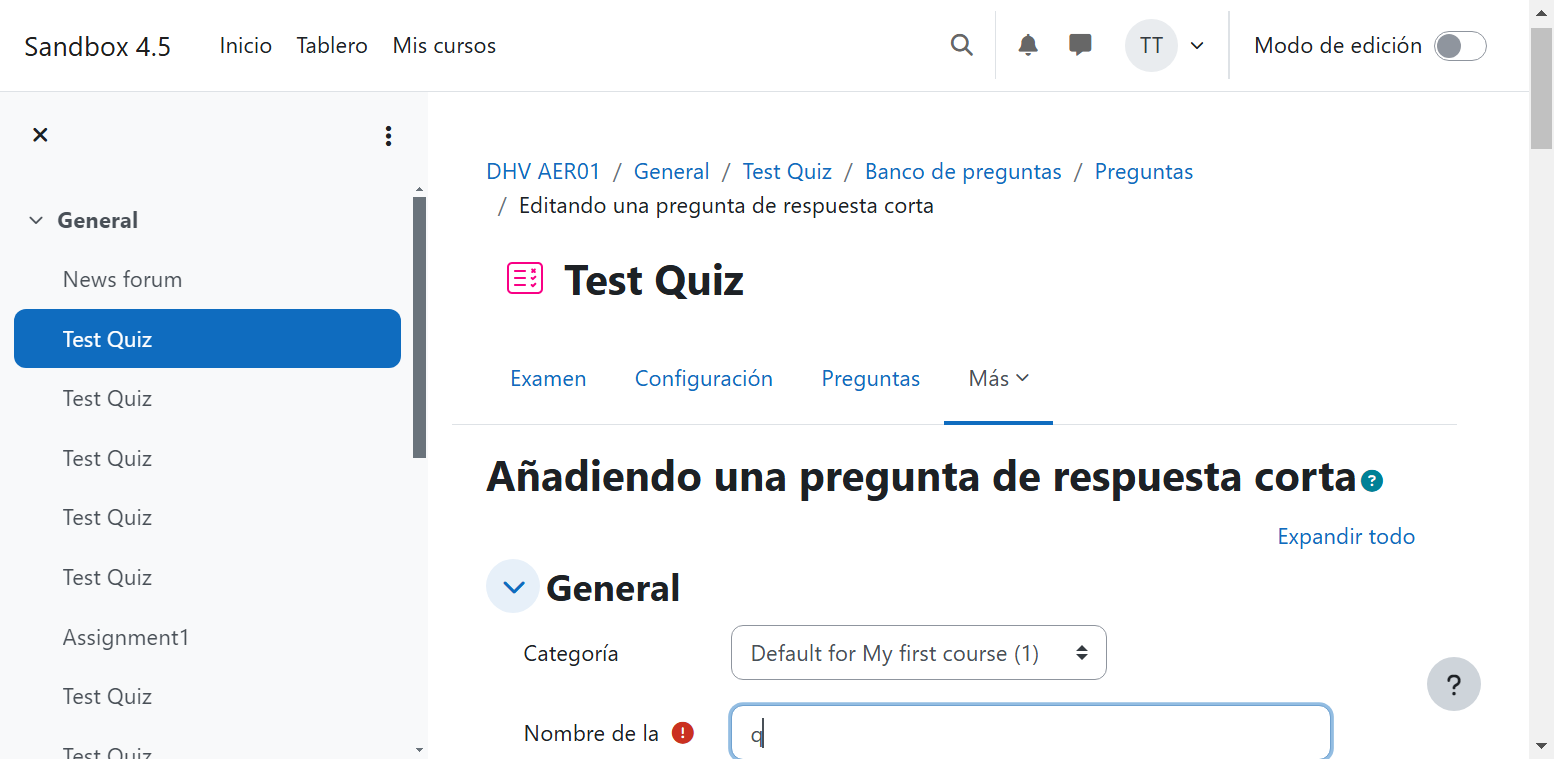 Sandbox 4.5 Inicio Tablero Mis cursos TT Modo de edición
General
News forum
Test Quiz
Test Quiz
Test Quiz
Test Quiz
Test Quiz
Assignment1
Test Quiz
Test Quiz
DHV AER01 / General / Test Quiz / Banco de preguntas / Preguntas
/ Editando una pregunta de respuesta corta
Test Quiz
Examen Configuración Preguntas Más
Añadiendo una pregunta de respuesta corta ?
Expandir todo
General
Categoría Default for My first course (1)
Nombre de la ! q
?